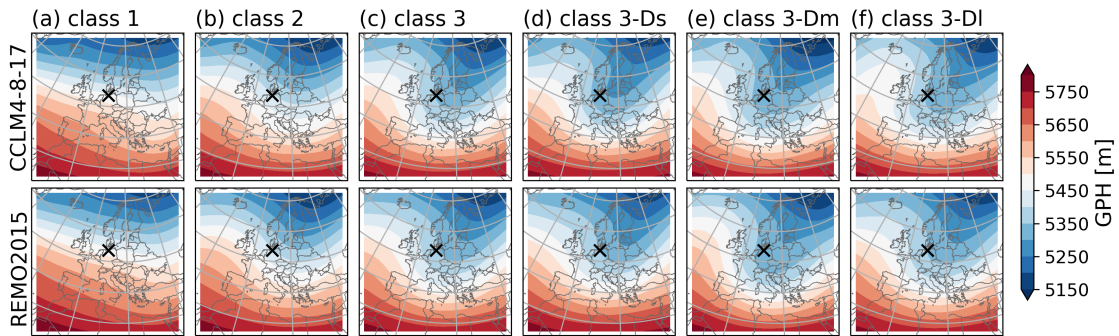 (a) class 1 (b) class 2 (c) class 3 (d) class 3-Ds (e) class 3-Dm (f) class 3-Dl
CCLM4-8-17
REMO2015
5750
5650
5550
5450
5350
5250
5150
GPH [m]